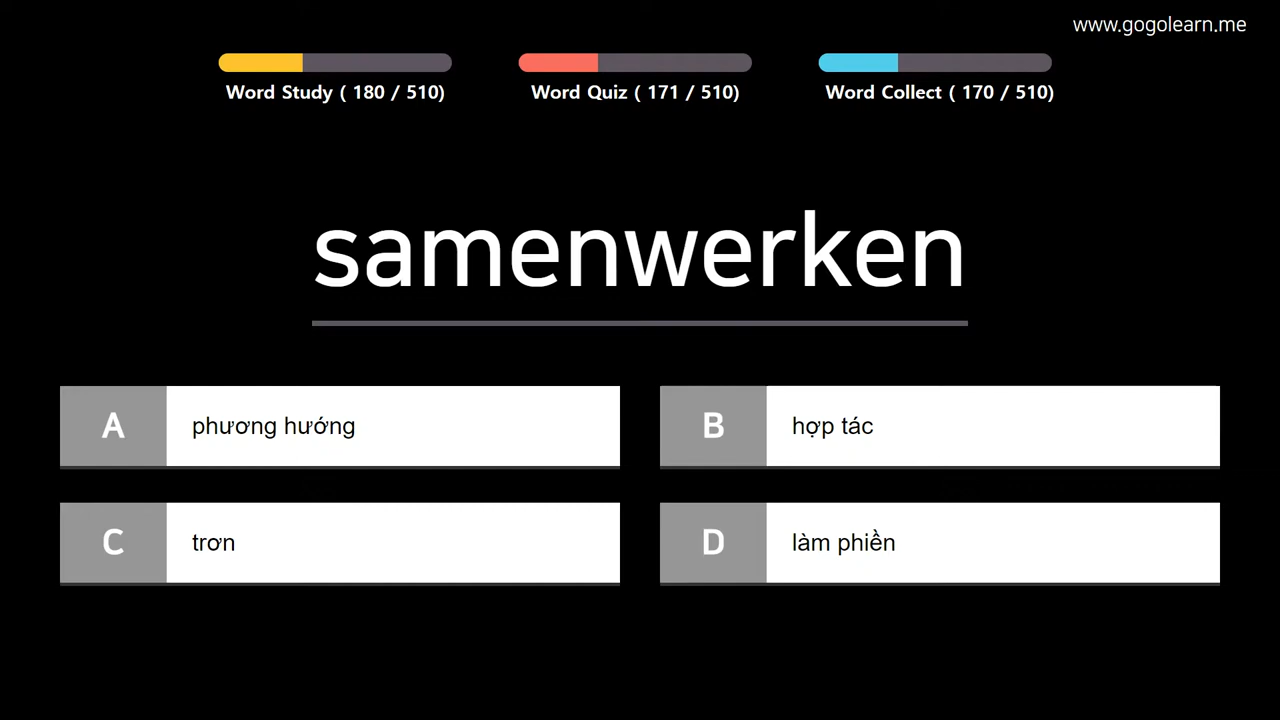 www.gogolearn.me
Word Study ( 180 / 510)
Word Quiz ( 171 / 510)
Word Collect ( 170 / 510)
samenwerken
A phương hướng
B hợp tác
C trơn
D làm phiền